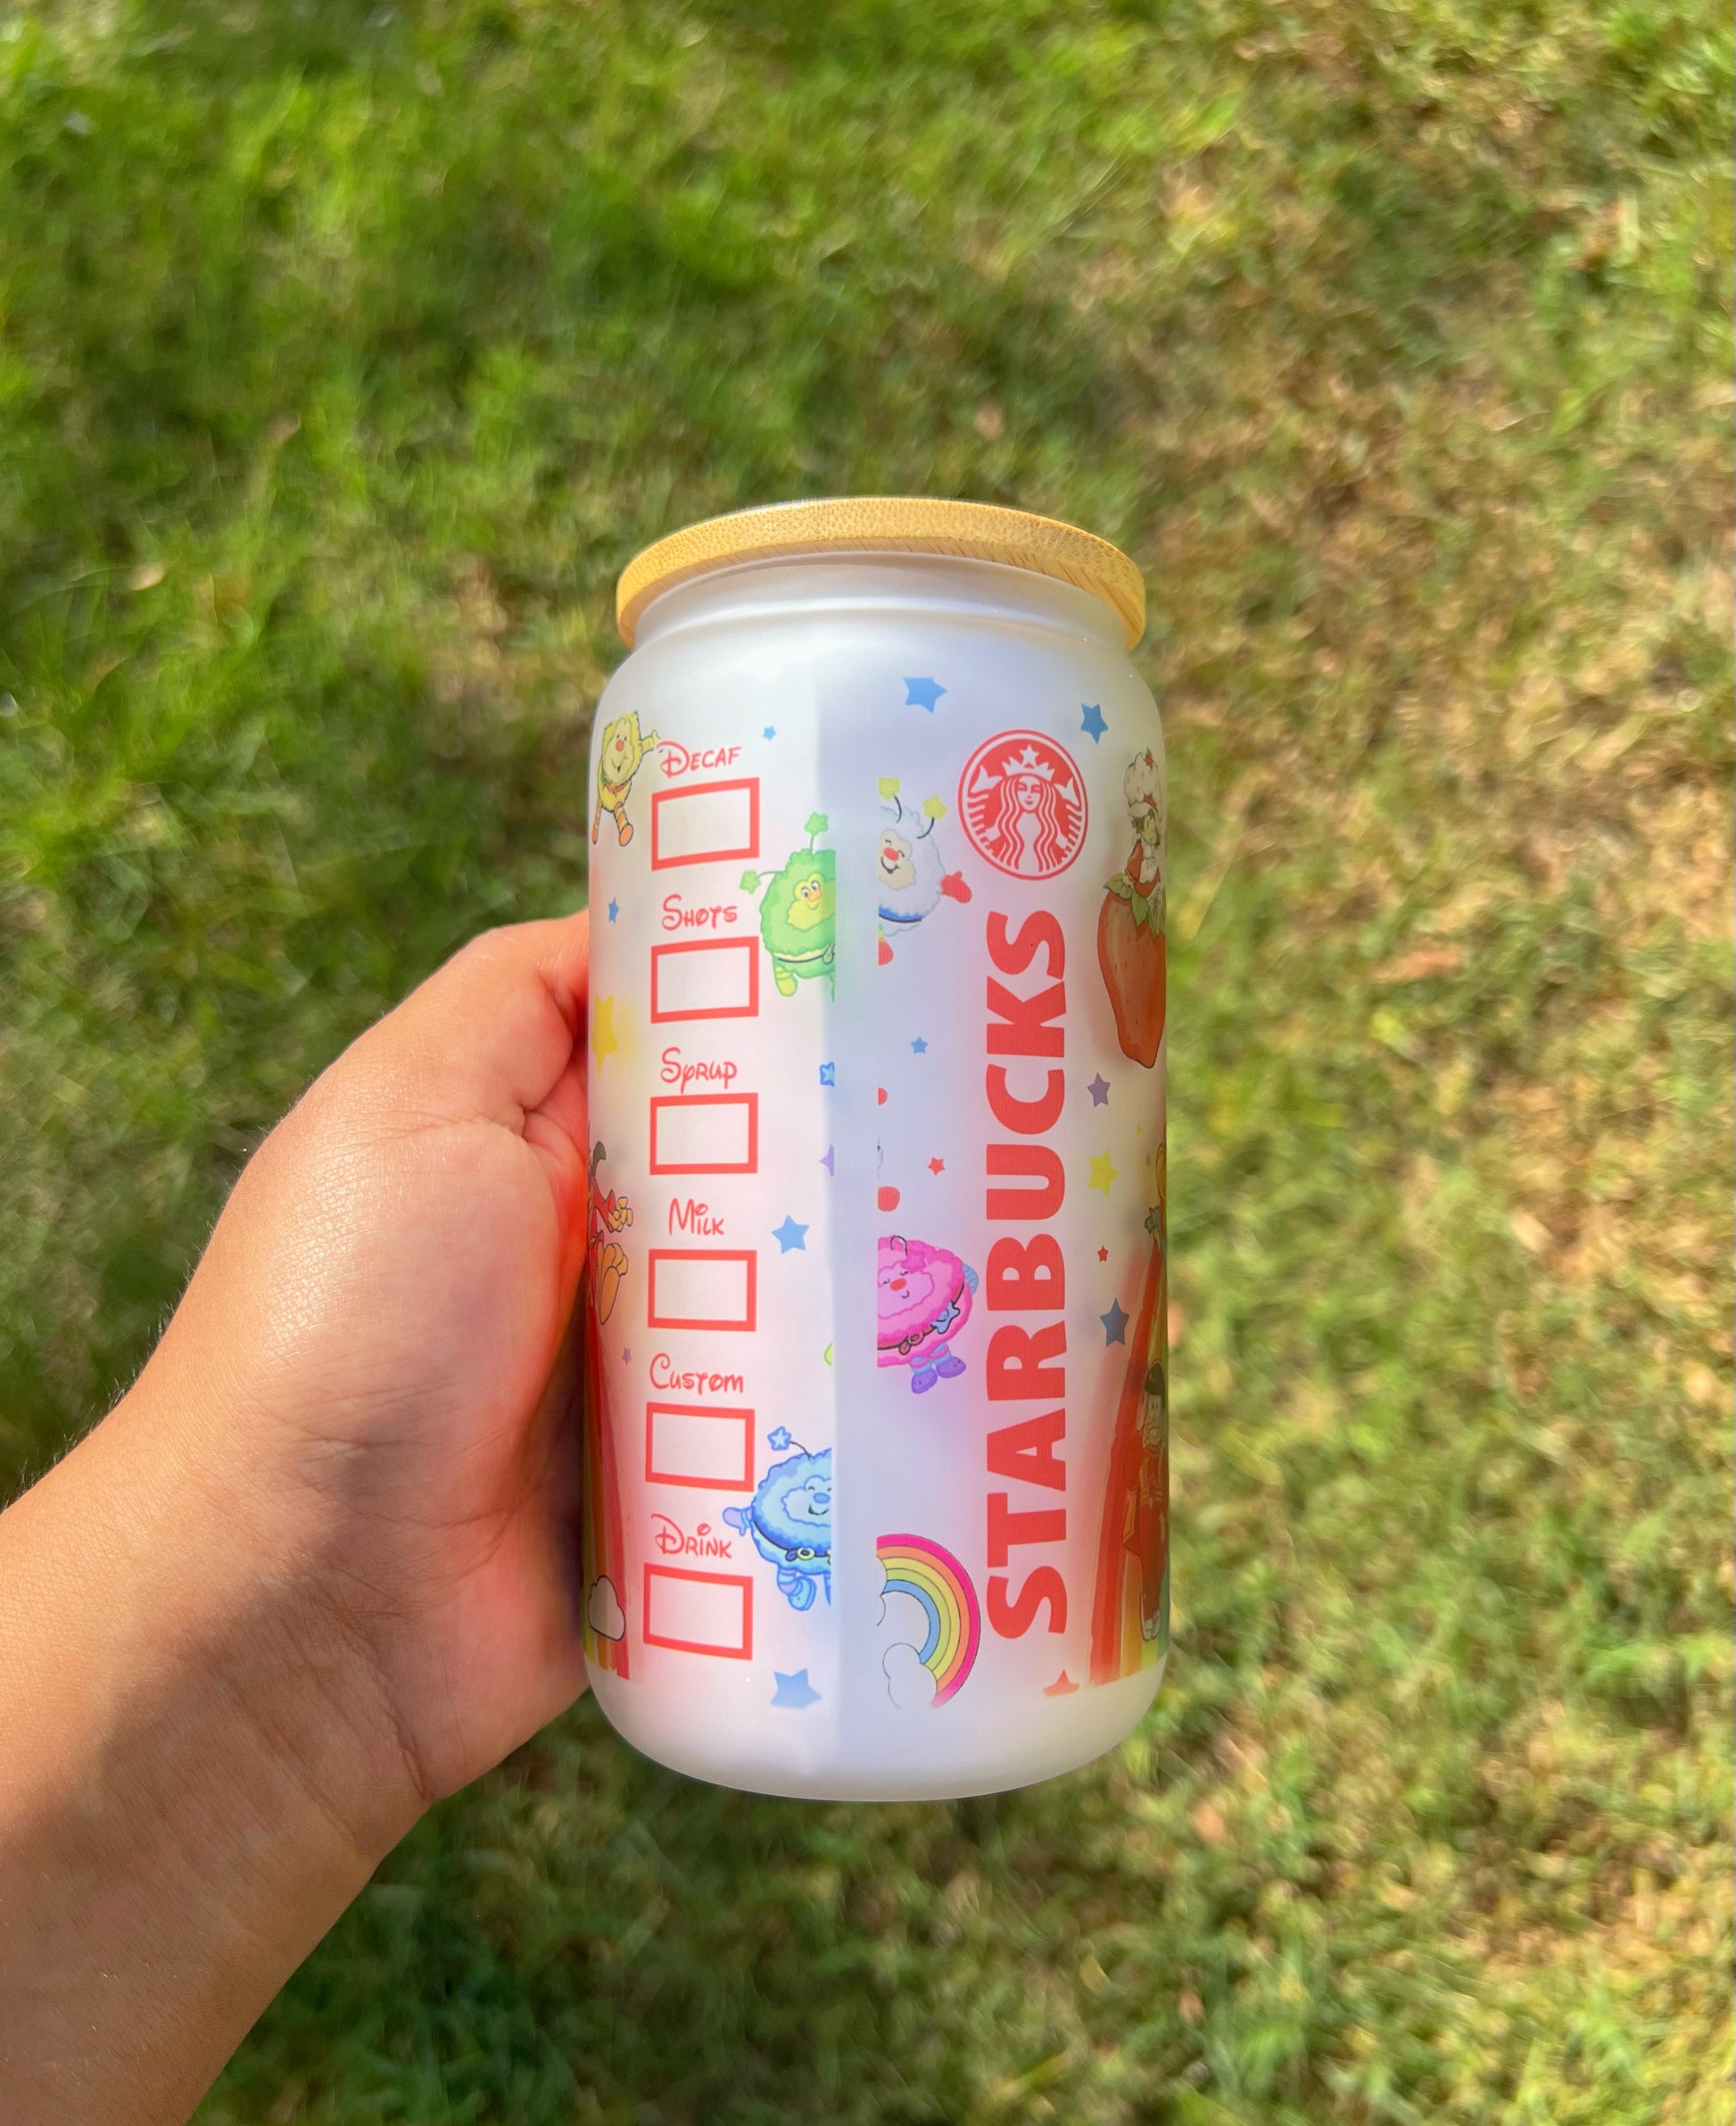 Decaf
Shots
Syrup
Milk
Custom
Drink
STARBUCKS